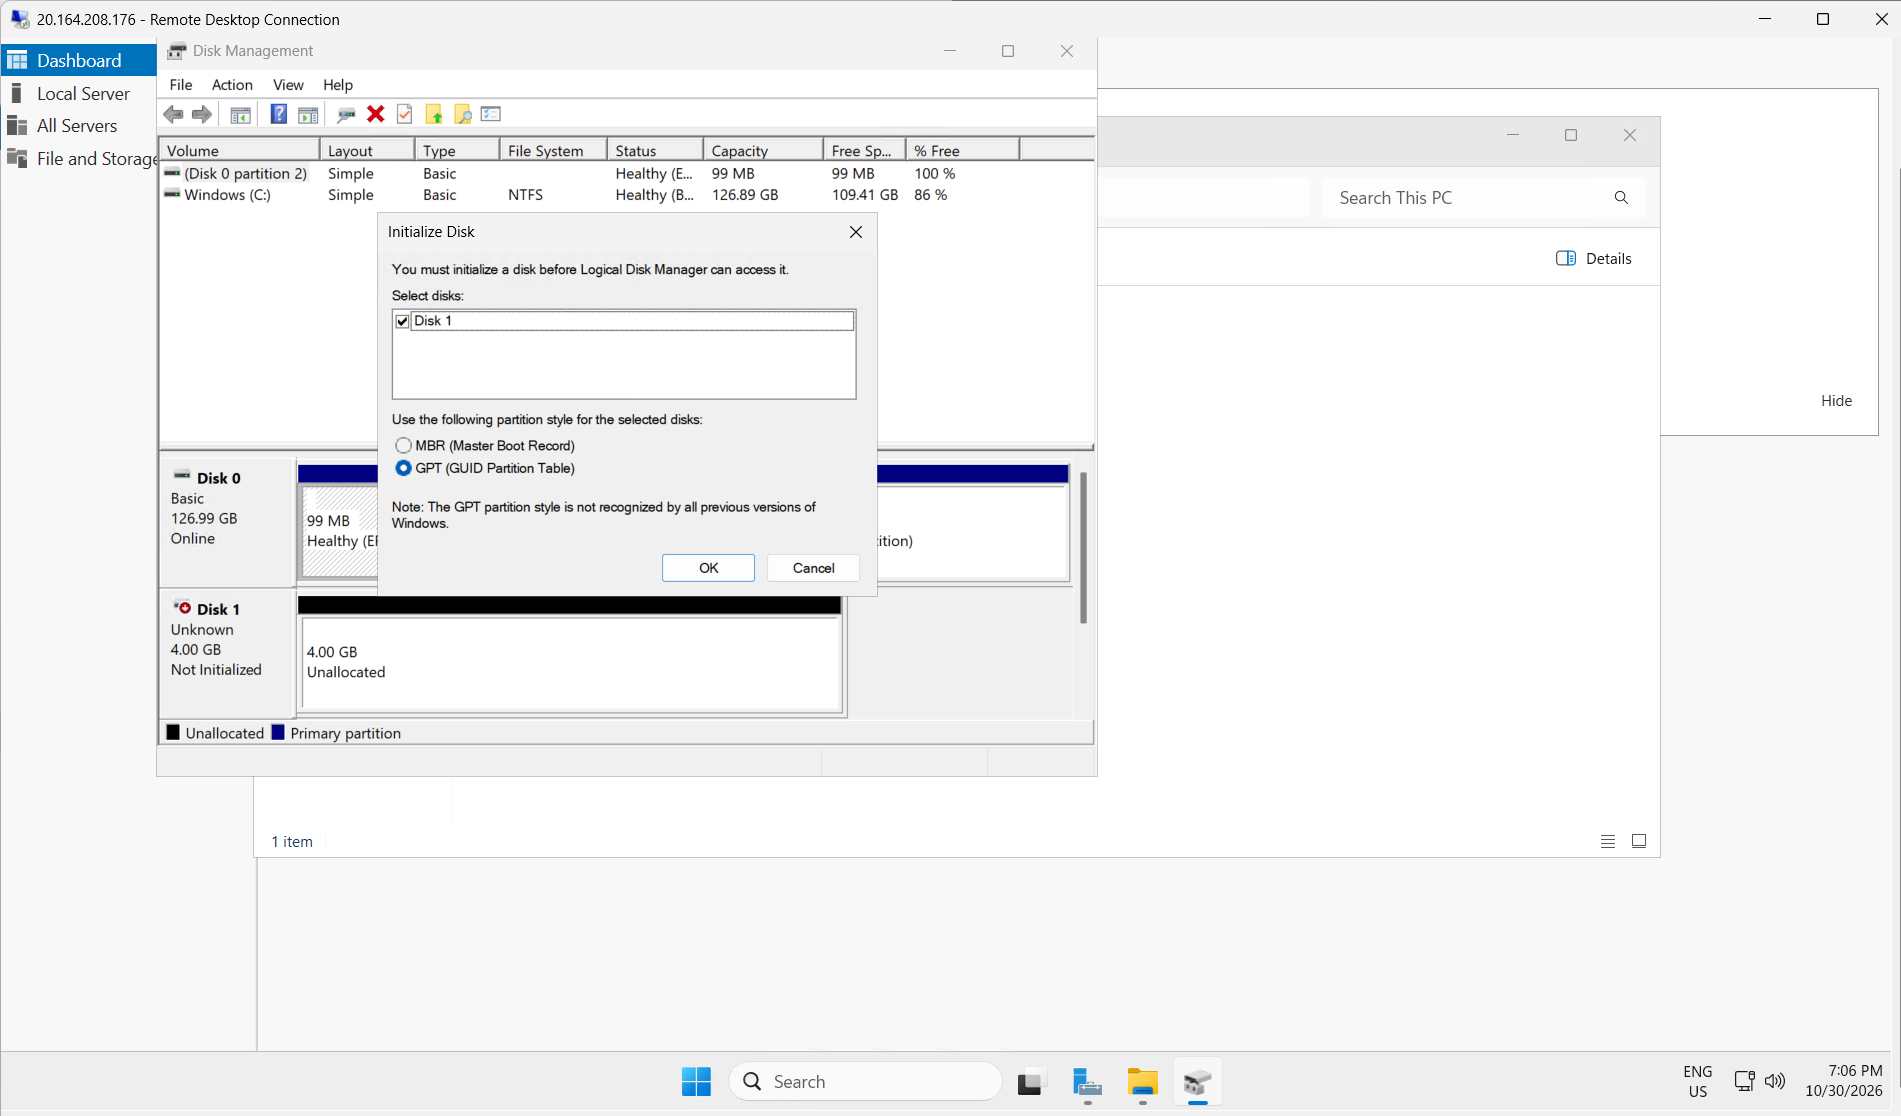 20.164.208.176 - Remote Desktop Connection
Dashboard
Local Server
All Servers
File and Storage
Disk Management
File Action View Help
Volume Layout Type File System Status Capacity Free Sp... % Free
(Disk 0 partition 2) Simple Basic Healthy (E... 99 MB 99 MB 100 %
Windows (C:) Simple Basic NTFS Healthy (B... 126.89 GB 109.41 GB 86 %
Initialize Disk
You must initialize a disk before Logical Disk Manager can access it.
Select disks:
Disk 1
Use the following partition style for the selected disks:
MBR (Master Boot Record)
GPT (GUID Partition Table)
Note: The GPT partition style is not recognized by all previous versions of
Windows.
OK Cancel
Disk 0
Basic
126.99 GB
Online
99 MB
Healthy (EF
ition)
Disk 1
Unknown
4.00 GB
Not Initialized
4.00 GB
Unallocated
Unallocated Primary partition
Search This PC
Details
Hide
1 item
Search
ENG
US
7:06 PM
10/30/2026